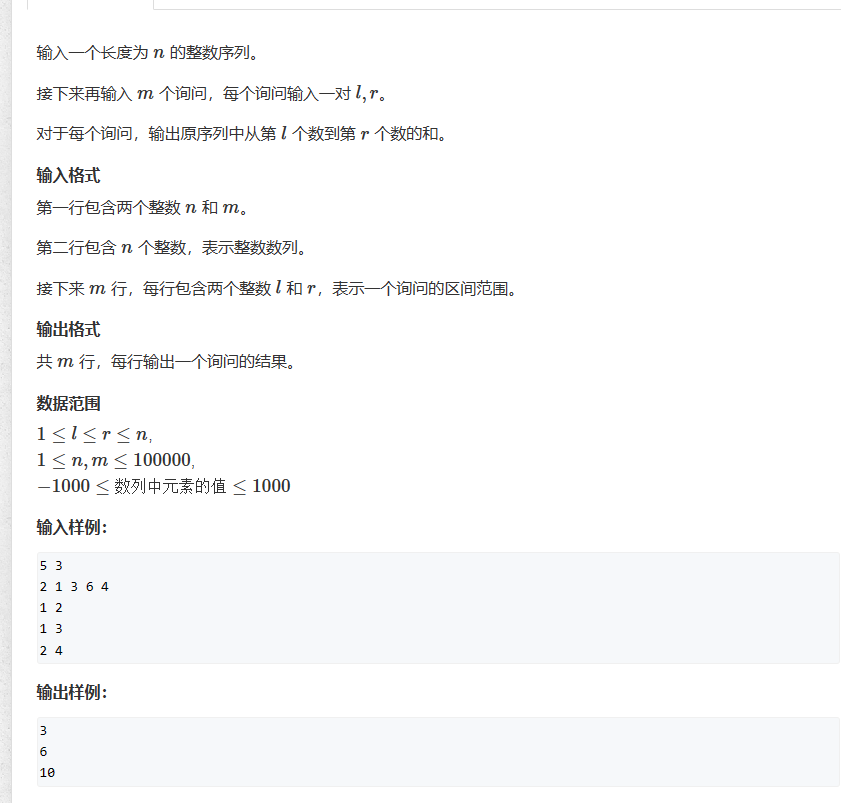 输入一个长度为 n 的整数序列。
接下来再输入 m 个询问，每个询问输入一对 l, r。
对于每个询问，输出原序列中从第 l 个数到第 r 个数的和。
输入格式
第一行包含两个整数 n 和 m。
第二行包含 n 个整数，表示整数数列。
接下来 m 行，每行包含两个整数 l 和 r，表示一个询问的区间范围。
输出格式
共 m 行，每行输出一个询问的结果。
数据范围
1 ≤ l ≤ r ≤ n,
1 ≤ n, m ≤ 100000,
−1000 ≤ 数列中元素的值 ≤ 1000
输入样例：
5 3
2 1 3 6 4
1 2
1 3
2 4
输出样例：
3
6
10